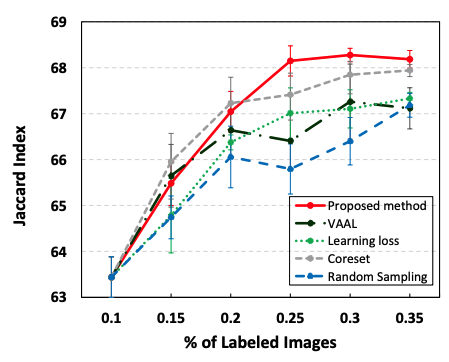 69
68
67
66
65
64
63
Jaccard Index
0.1 0.15 0.2 0.25 0.3 0.35
% of Labeled Images
Proposed method
VAAL
Learning loss
Coreset
Random Sampling